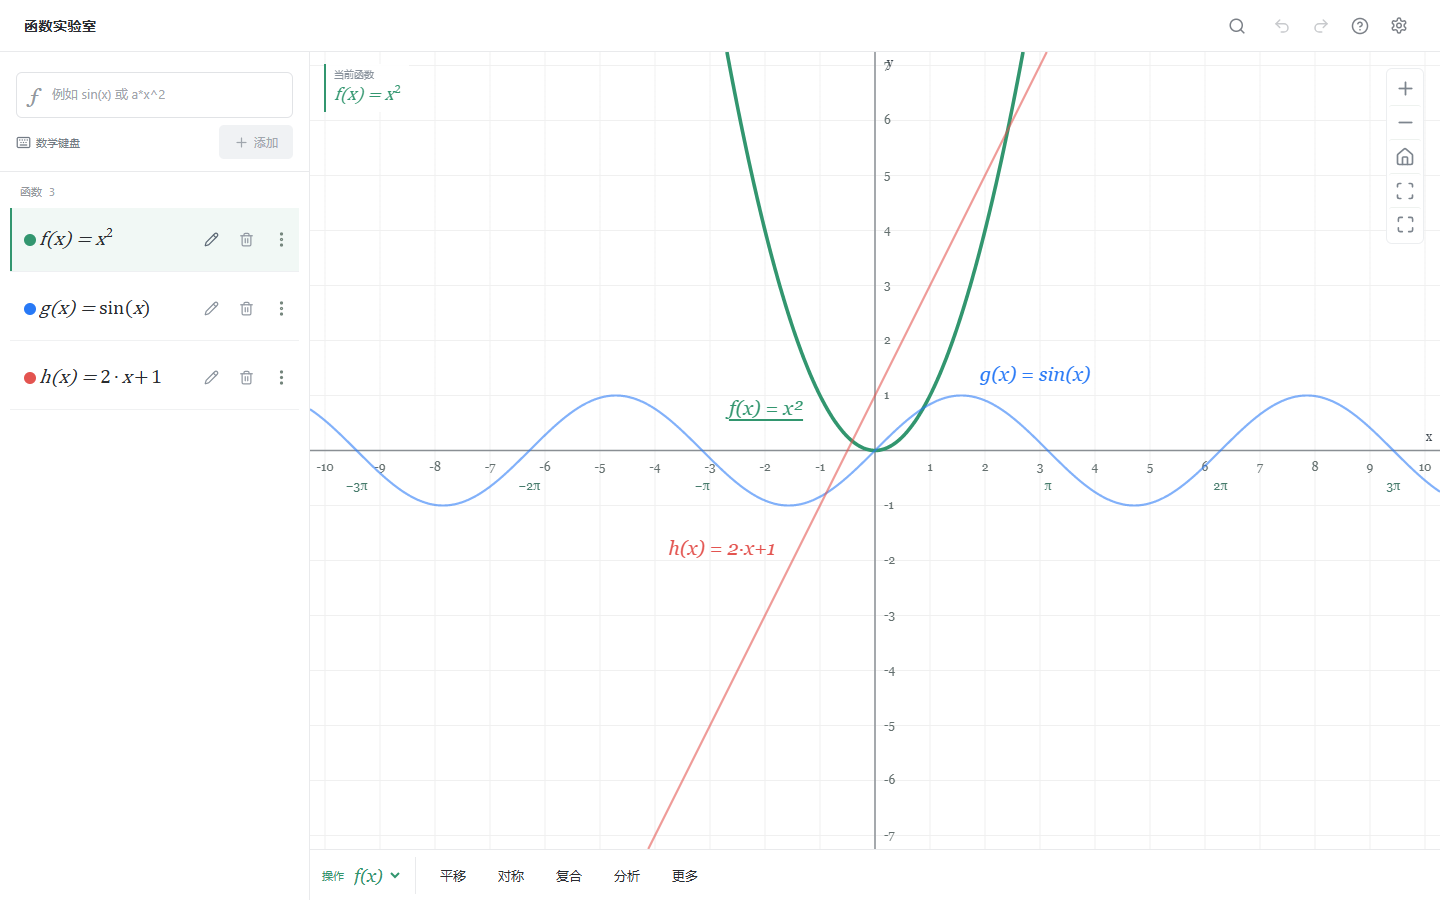 函数实验室
例如 sin(x) 或 a*x^2
数学键盘
添加
函数 3
f(x) = x²
g(x) = sin(x)
h(x) = 2 · x + 1
当前函数
f(x) = x²
y
7
6
5
4
3
2
1
-1
-2
-3
-4
-5
-6
-7
g(x) = sin(x)
f(x) = x²
h(x) = 2·x+1
x
-10 -9 -8 -7 -6 -5 -4 -3 -2 -1 1 2 3 4 5 6 7 8 9 10
−3π −2π −π π 2π 3π
操作 f(x) 平移 对称 复合 分析 更多